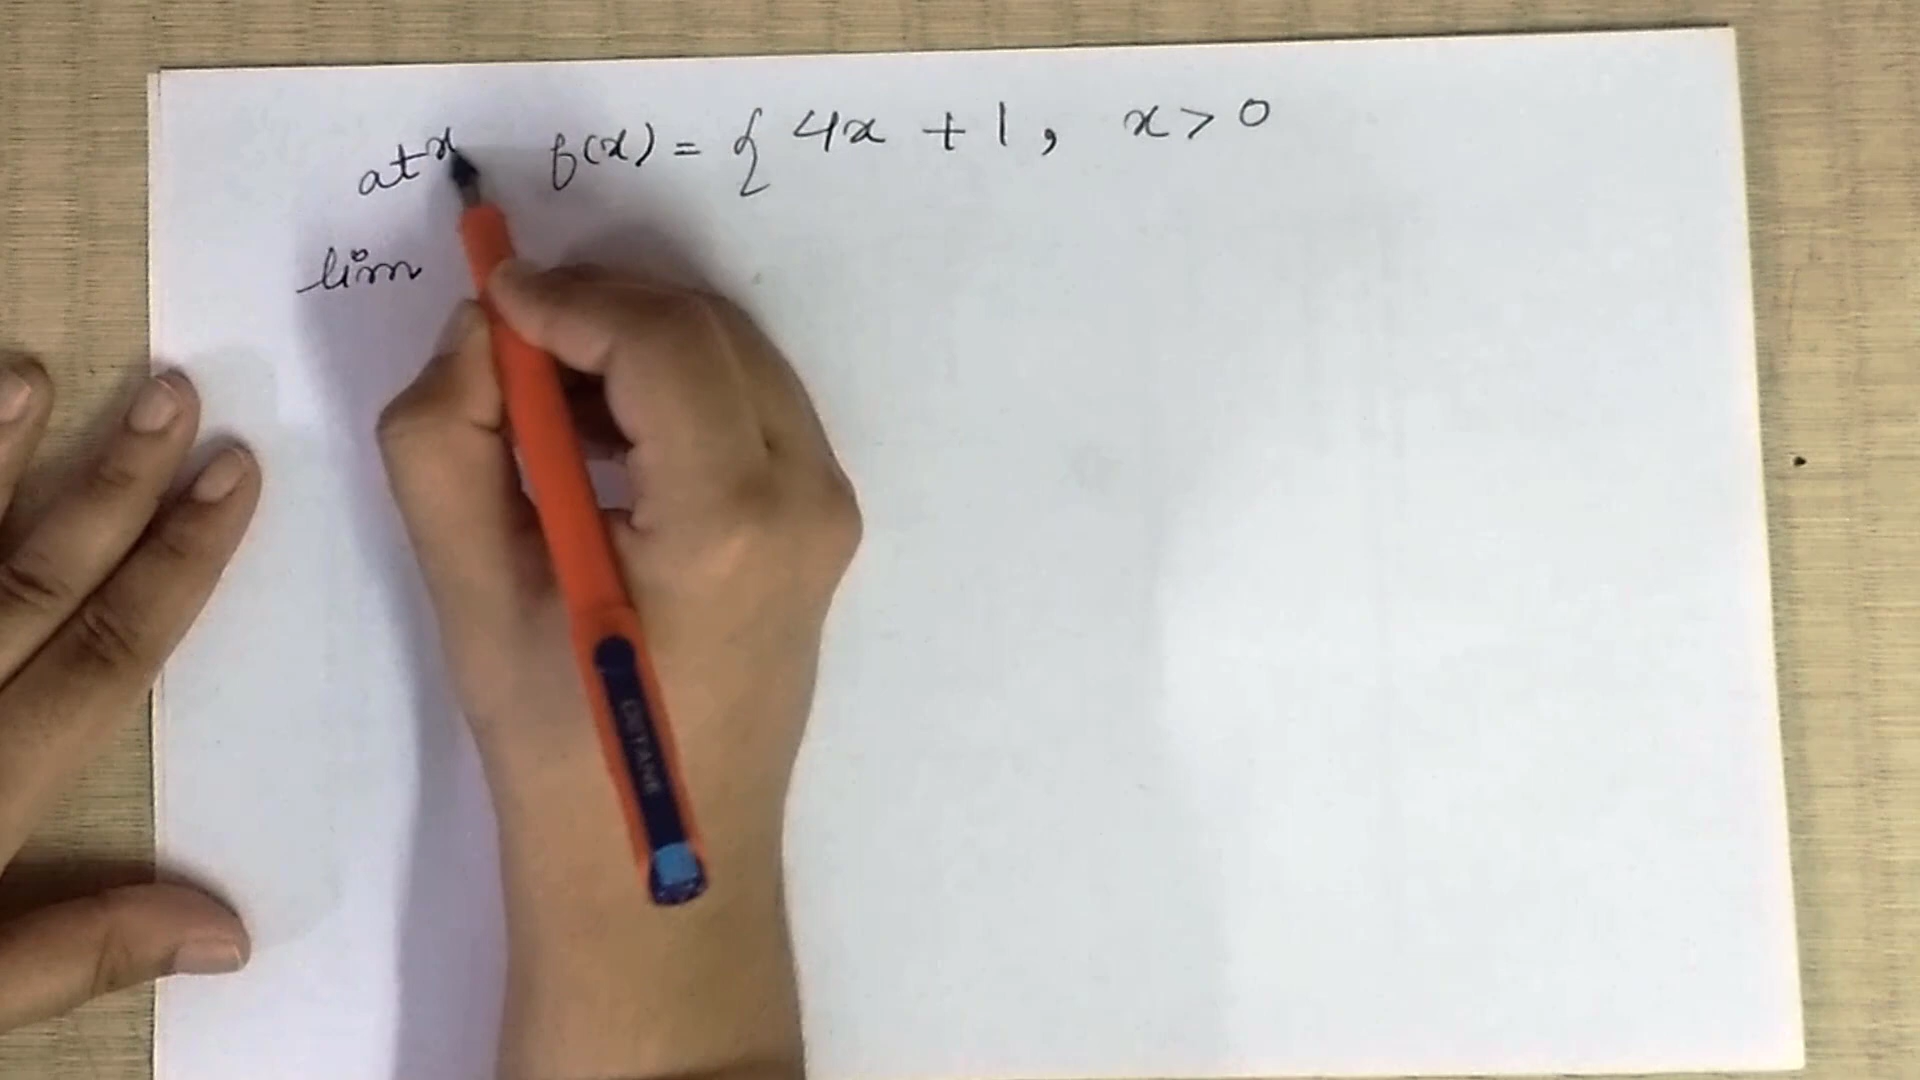 at x f(x) = { 4x + 1, x > 0
lim